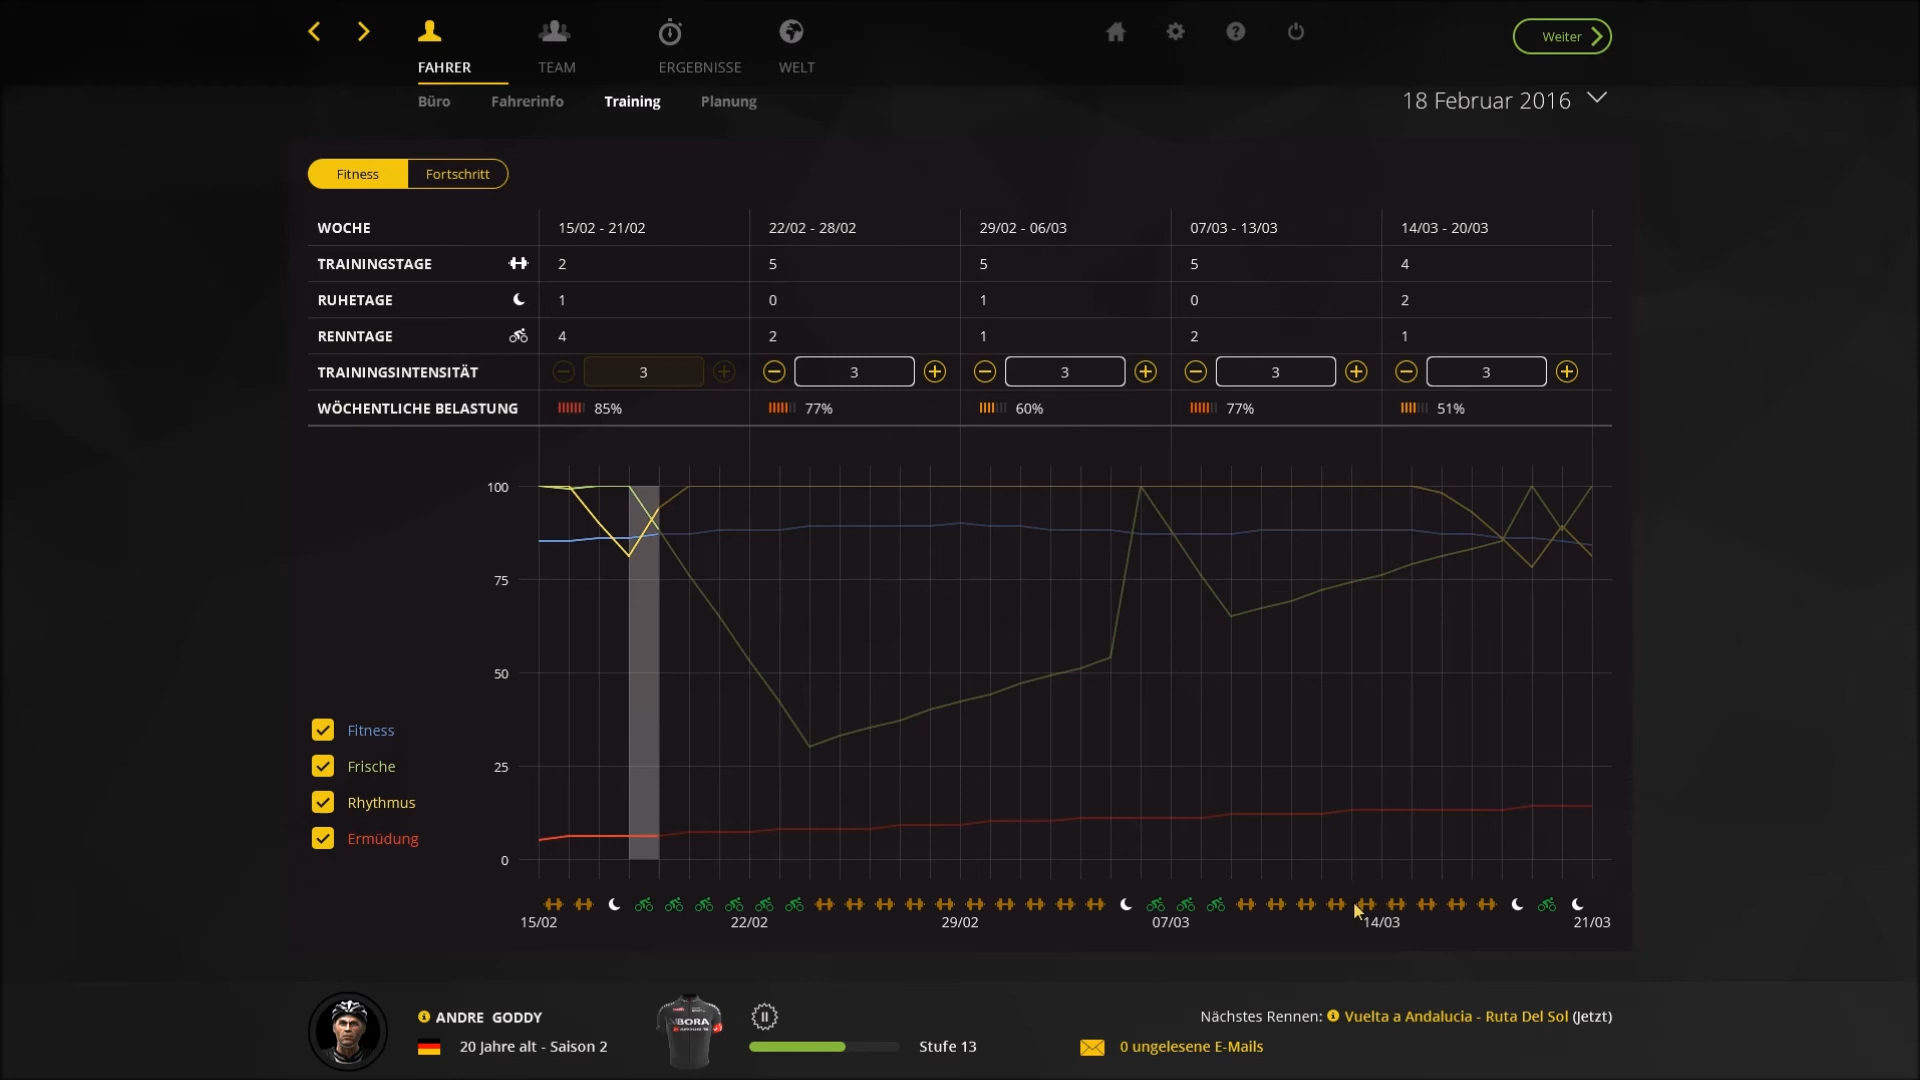 FAHRER
TEAM
ERGEBNISSE
WELT
Weiter
Büro
Fahrerinfo
Training
Planung
18 Februar 2016
Fitness
Fortschritt
WOCHE 15/02 - 21/02 22/02 - 28/02 29/02 - 06/03 07/03 - 13/03 14/03 - 20/03
TRAININGSTAGE 2 5 5 5 4
RUHETAGE 1 0 1 0 2
RENNTAGE 4 2 1 2 1
TRAININGSINTENSITÄT 3 3 3 3 3
WÖCHENTLICHE BELASTUNG 85% 77% 60% 77% 51%
100
75
50
25
0
Fitness
Frische
Rhythmus
Ermüdung
15/02 22/02 29/02 07/03 14/03 21/03
ANDRE GODDY
20 Jahre alt - Saison 2
BORA
Stufe 13
Nächstes Rennen: Vuelta a Andalucia - Ruta Del Sol (Jetzt)
0 ungelesene E-Mails